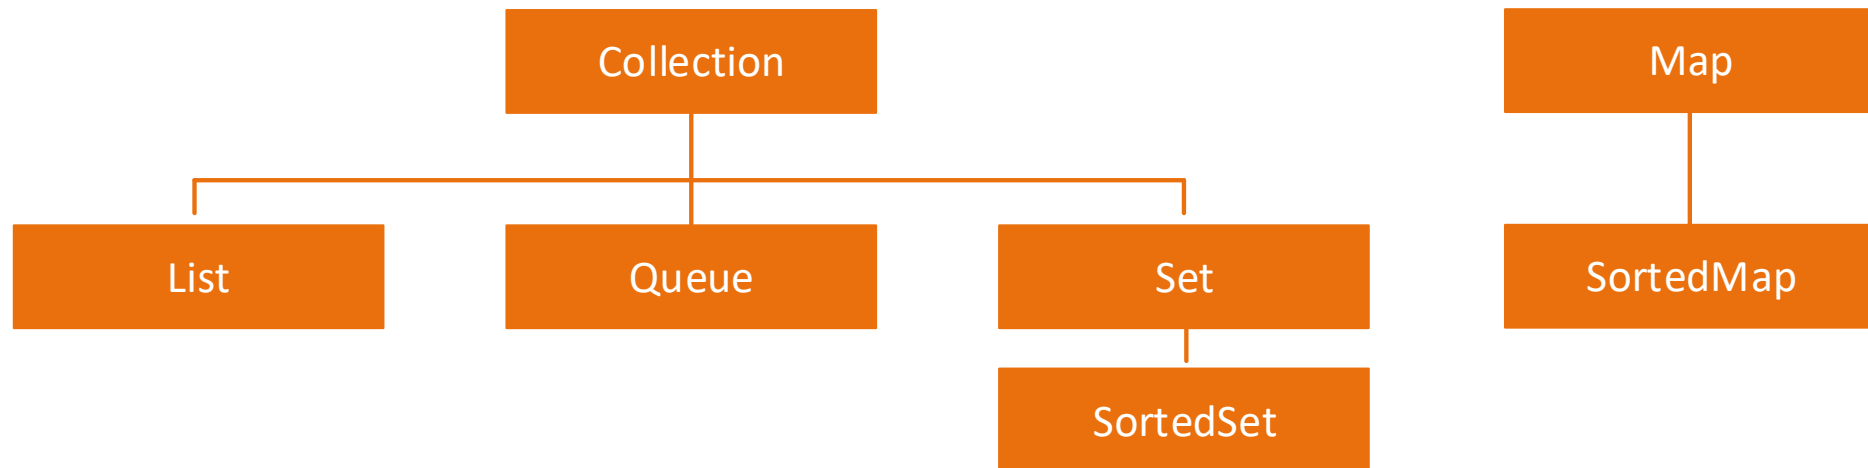 Collection
Map
List
Queue
Set
SortedMap
SortedSet